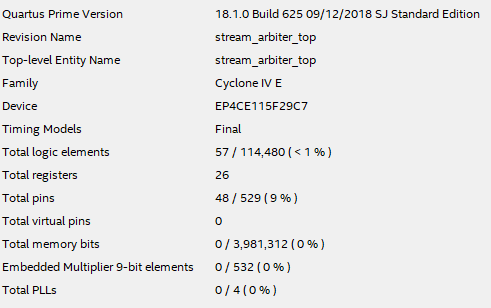 Quartus Prime Version 18.1.0 Build 625 09/12/2018 SJ Standard Edition
Revision Name stream_arbiter_top
Top-level Entity Name stream_arbiter_top
Family Cyclone IV E
Device EP4CE115F29C7
Timing Models Final
Total logic elements 57 / 114,480 ( < 1 % )
Total registers 26
Total pins 48 / 529 ( 9 % )
Total virtual pins 0
Total memory bits 0 / 3,981,312 ( 0 % )
Embedded Multiplier 9-bit elements 0 / 532 ( 0 % )
Total PLLs 0 / 4 ( 0 % )